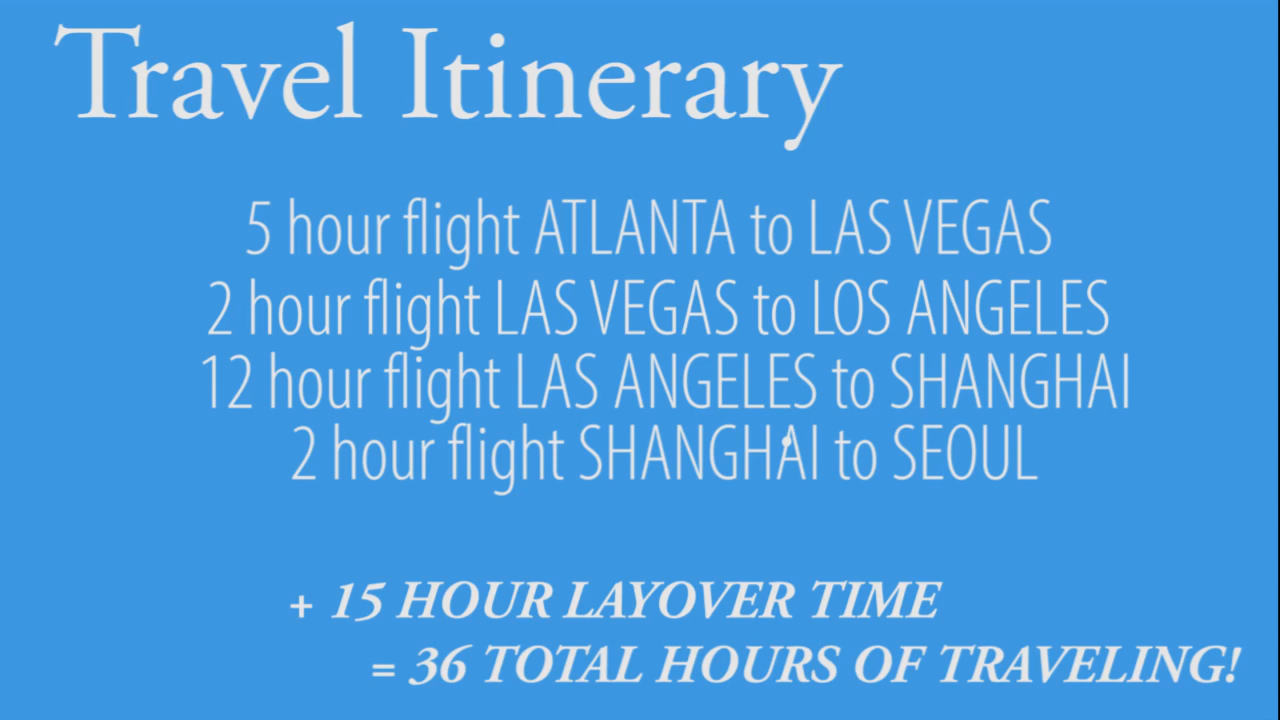 Travel Itinerary
5 hour flight ATLANTA to LAS VEGAS
2 hour flight LAS VEGAS to LOS ANGELES
12 hour flight LAS ANGELES to SHANGHAI
2 hour flight SHANGHAI to SEOUL
+ 15 HOUR LAYOVER TIME
= 36 TOTAL HOURS OF TRAVELING!